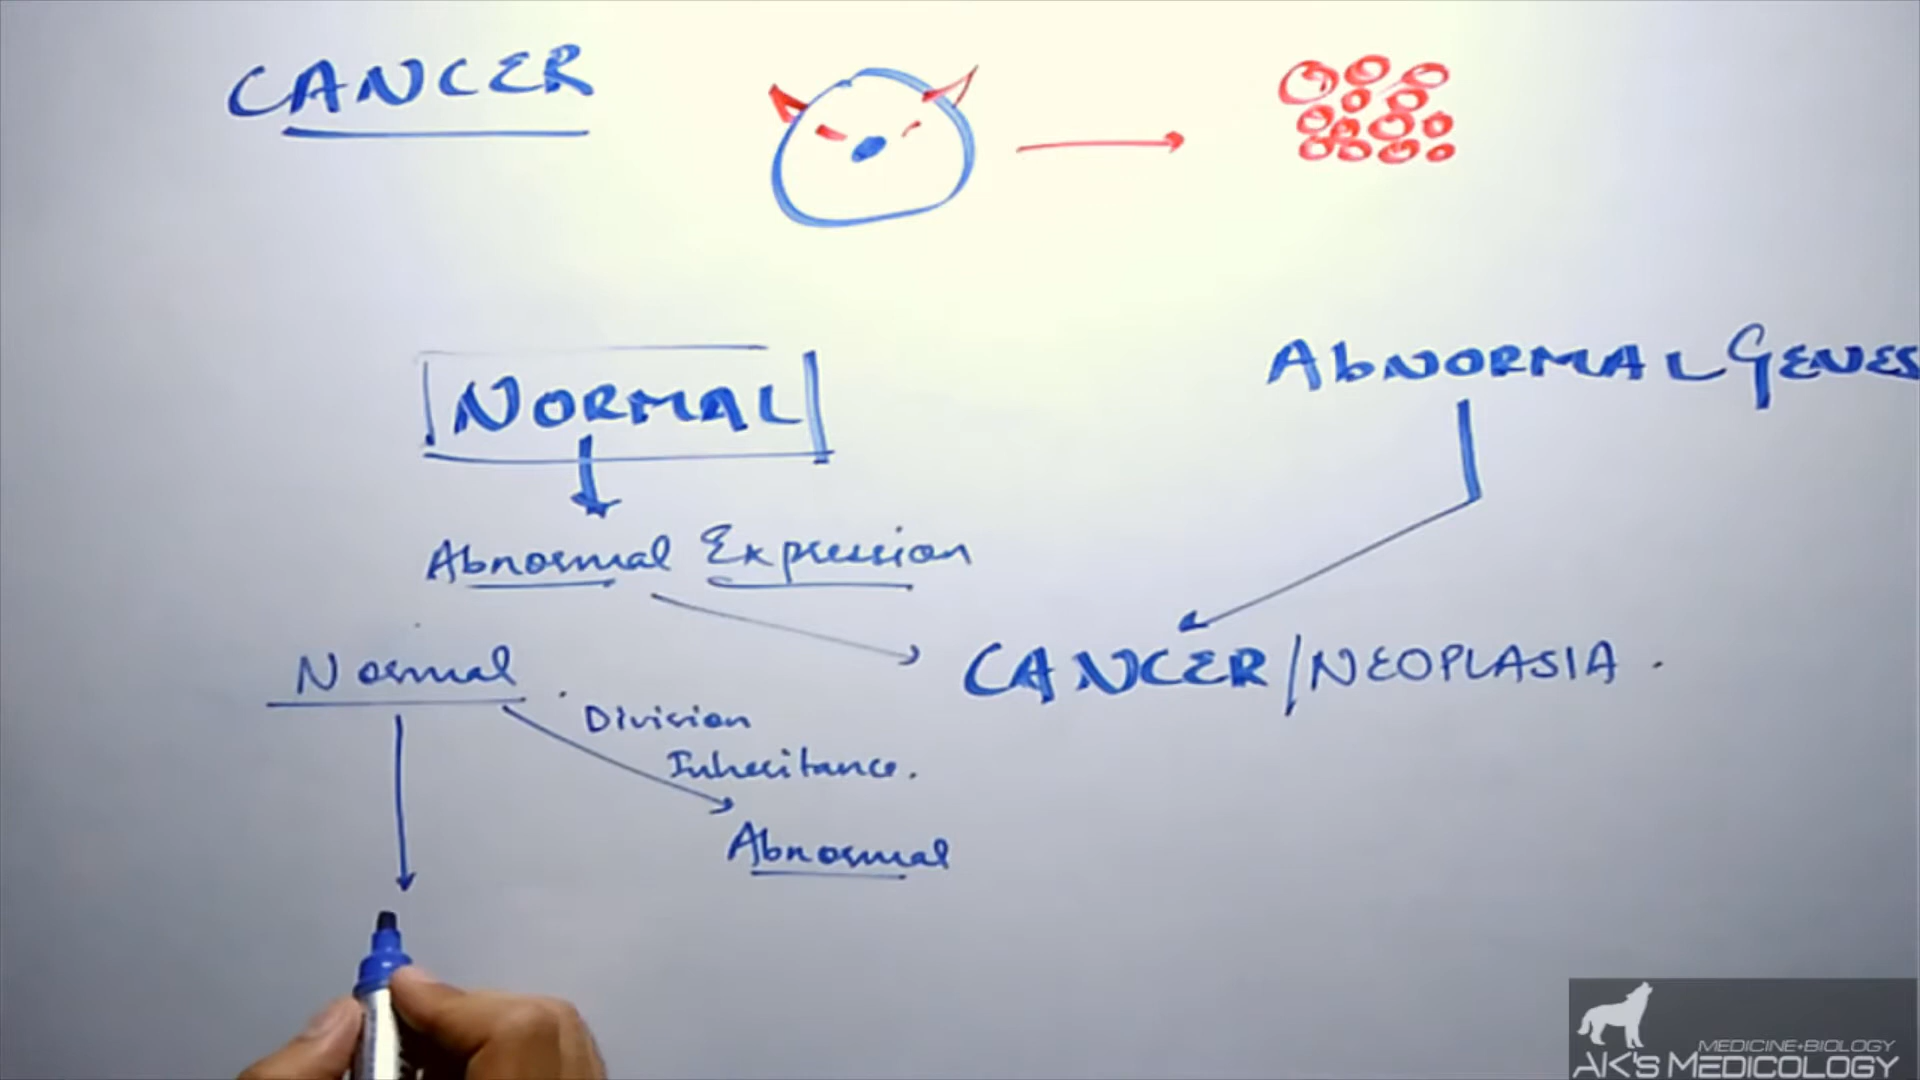 CANCER
NORMAL
ABNORMAL GENES
Abnormal Expression
CANCER/NEOPLASIA.
Normal
Division
Inheritance.
Abnormal
MEDICINE+BIOLOGY
AK'S MEDICOLOGY